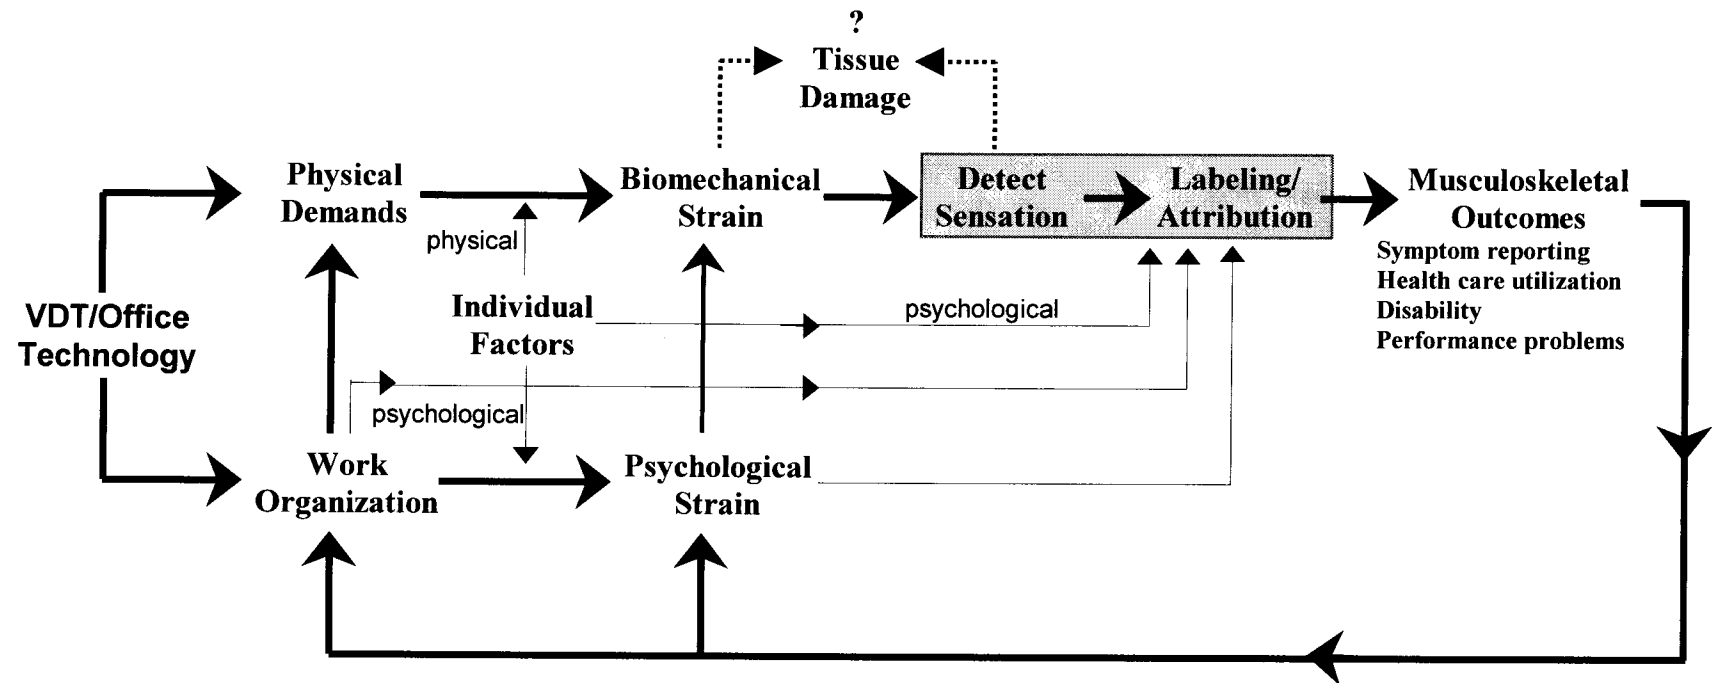 ?
Tissue
Damage
Physical
Demands
Biomechanical
Strain
Detect
Sensation
Labeling/
Attribution
Musculoskeletal
Outcomes
Symptom reporting
Health care utilization
Disability
Performance problems
physical
Individual
Factors
psychological
VDT/Office
Technology
psychological
Work
Organization
Psychological
Strain